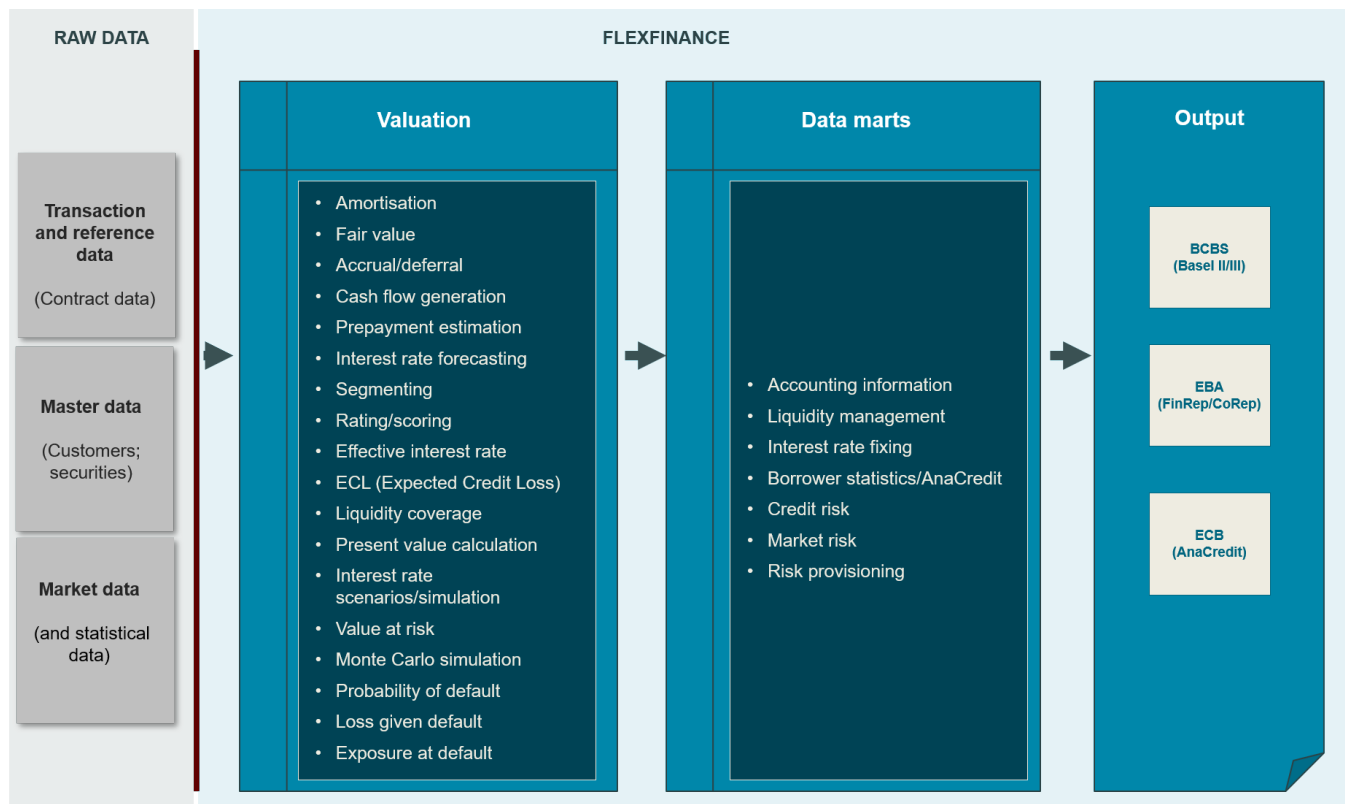 RAW DATA
FLEXFINANCE
Transaction
and reference
data
(Contract data)
Master data
(Customers;
securities)
Market data
(and statistical
data)
Valuation
• Amortisation
• Fair value
• Accrual/deferral
• Cash flow generation
• Prepayment estimation
• Interest rate forecasting
• Segmenting
• Rating/scoring
• Effective interest rate
• ECL (Expected Credit Loss)
• Liquidity coverage
• Present value calculation
• Interest rate
scenarios/simulation
• Value at risk
• Monte Carlo simulation
• Probability of default
• Loss given default
• Exposure at default
Data marts
• Accounting information
• Liquidity management
• Interest rate fixing
• Borrower statistics/AnaCredit
• Credit risk
• Market risk
• Risk provisioning
Output
BCBS
(Basel II/III)
EBA
(FinRep/CoRep)
ECB
(AnaCredit)